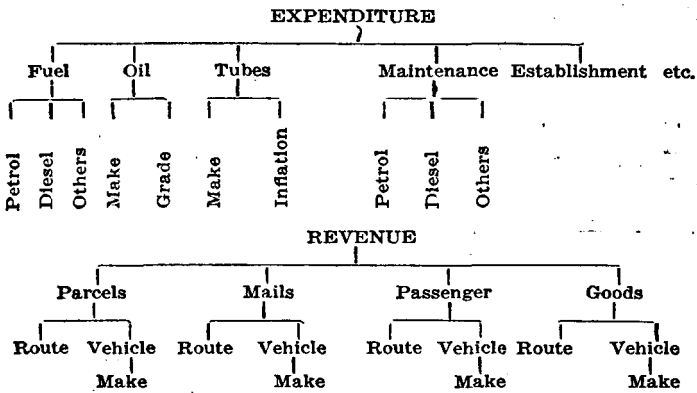 EXPENDITURE
Fuel Oil Tubes Maintenance Establishment etc.
Petrol Diesel Others Make Grade Make Inflation Petrol Diesel Others
REVENUE
Parcels Mails Passenger Goods
Route Vehicle Route Vehicle Route Vehicle Route Vehicle
Make Make Make Make